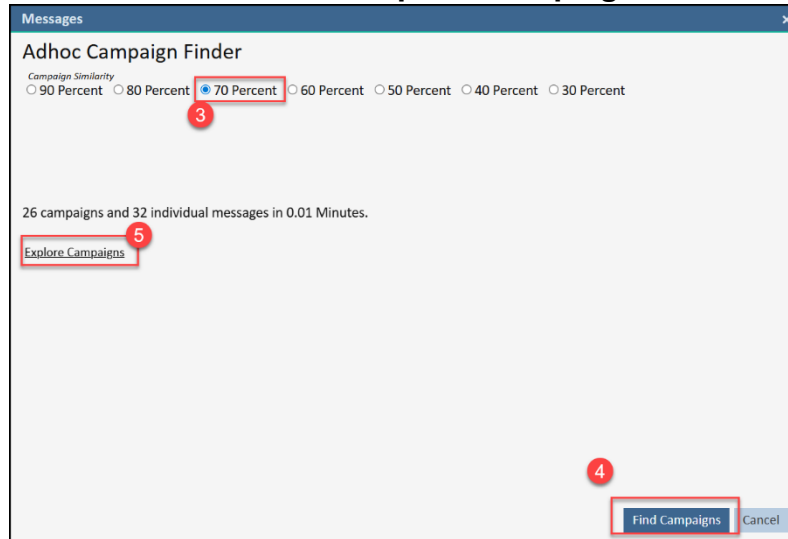 Messages ×
Adhoc Campaign Finder
Campaign Similarity
90 Percent 80 Percent 70 Percent 60 Percent 50 Percent 40 Percent 30 Percent
3
26 campaigns and 32 individual messages in 0.01 Minutes.
5
Explore Campaigns
4
Find Campaigns Cancel